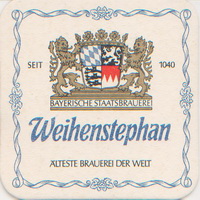 SEIT 1040
BAYERISCHE STAATSBRAUEREI
Weihenstephan
ÄLTESTE BRAUEREI DER WELT